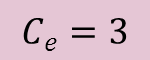 Cₑ = 3